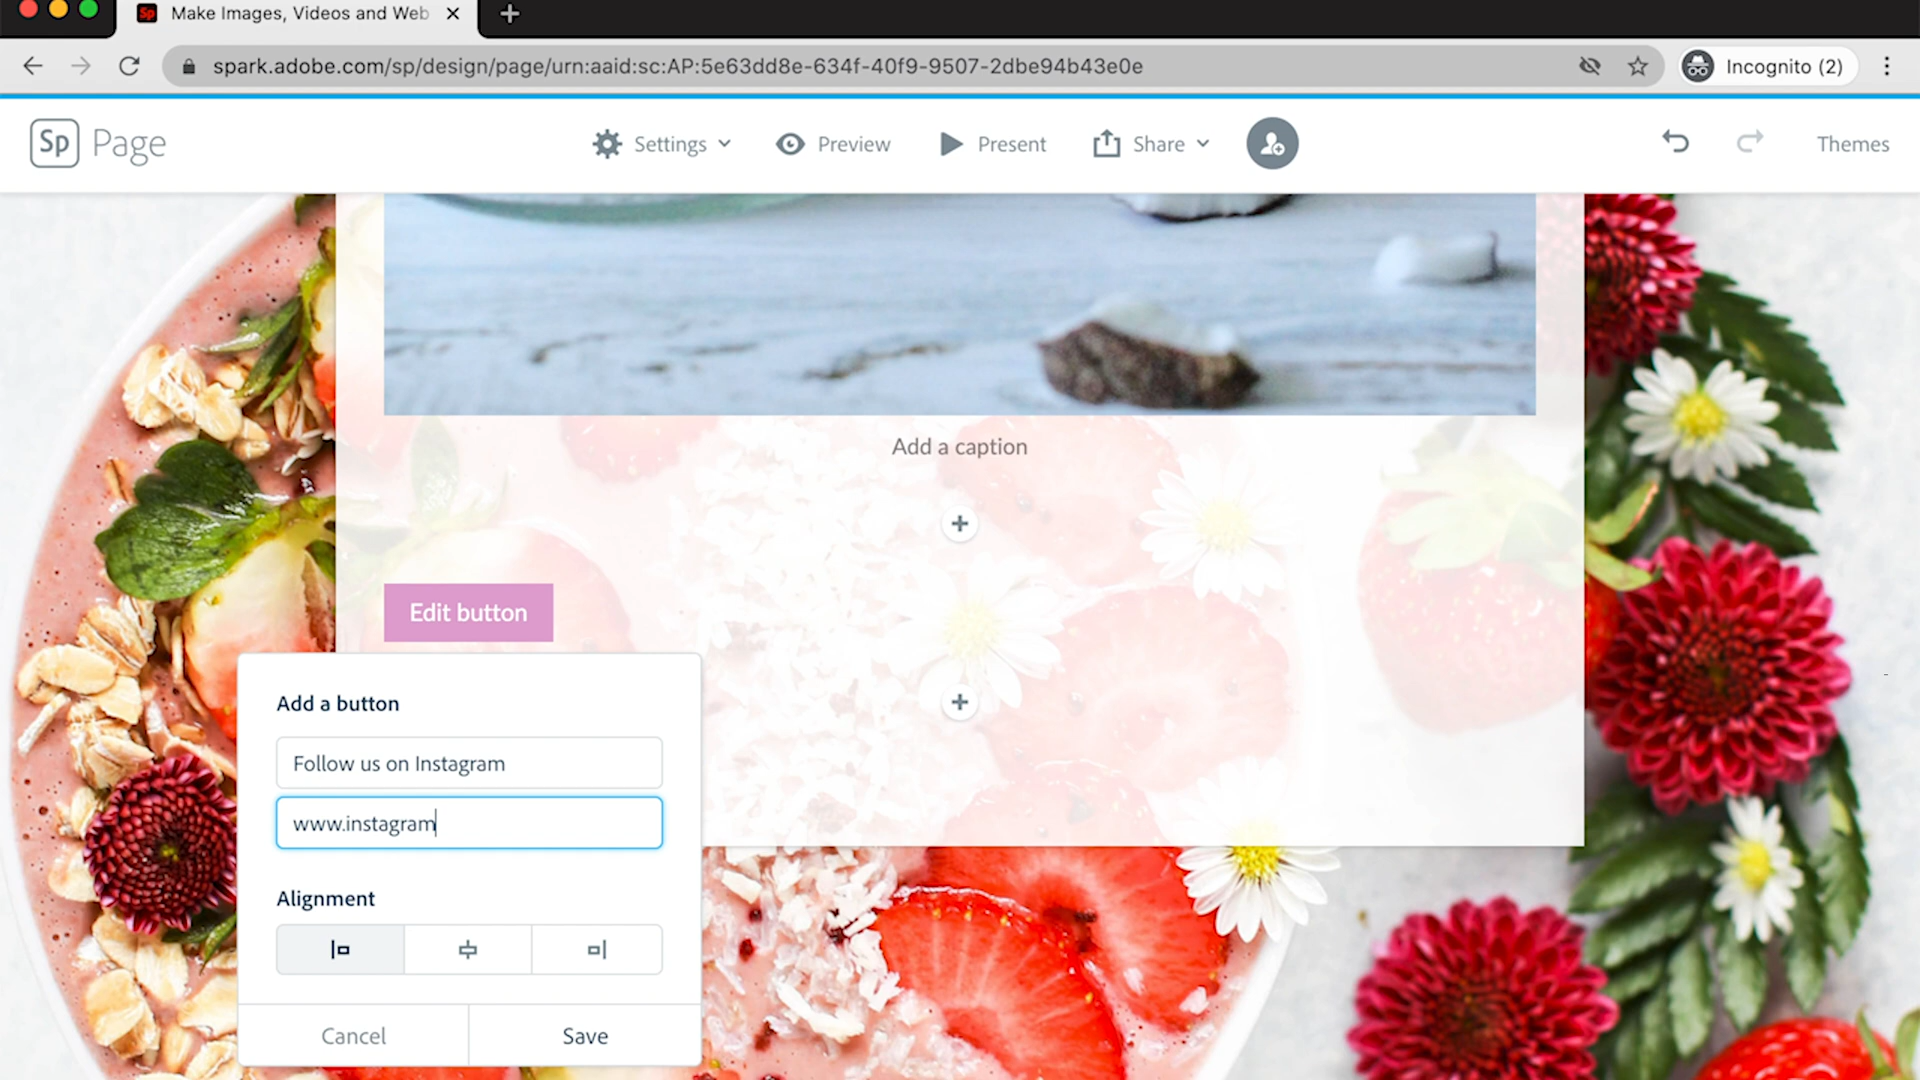 Sp Make Images, Videos and Web
spark.adobe.com/sp/design/page/urn:aaid:sc:AP:5e63dd8e-634f-40f9-9507-2dbe94b43e0e
Incognito (2)
Sp Page
Settings
Preview
Present
Share
Themes
Add a caption
Edit button
Add a button
Follow us on Instagram
www.instagram
Alignment
Cancel
Save